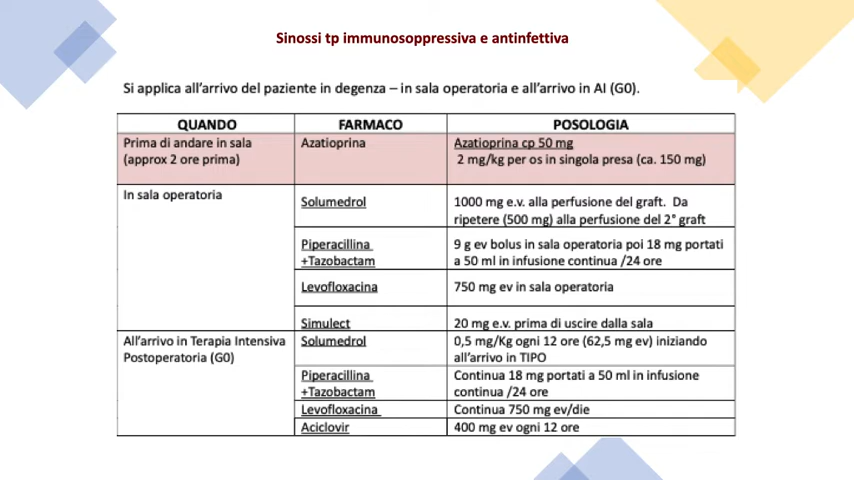 Sinossi tp immunosoppressiva e antinfettiva
Si applica all'arrivo del paziente in degenza – in sala operatoria e all'arrivo in AI (G0).
QUANDO FARMACO POSOLOGIA
Prima di andare in sala Azatioprina Azatioprina cp 50 mg
(approx 2 ore prima) 2 mg/kg per os in singola presa (ca. 150 mg)
In sala operatoria
Solumedrol 1000 mg e.v. alla perfusione del graft. Da
ripetere (500 mg) alla perfusione del 2° graft
Piperacillina 9 g ev bolus in sala operatoria poi 18 mg portati
+Tazobactam a 50 ml in infusione continua /24 ore
Levofloxacina 750 mg ev in sala operatoria
Simulect 20 mg e.v. prima di uscire dalla sala
All'arrivo in Terapia Intensiva Solumedrol 0,5 mg/Kg ogni 12 ore (62,5 mg ev) iniziando
Postoperatoria (G0) all'arrivo in TIPO
Piperacillina Continua 18 mg portati a 50 ml in infusione
+Tazobactam continua /24 ore
Levofloxacina Continua 750 mg ev/die
Aciclovir 400 mg ev ogni 12 ore